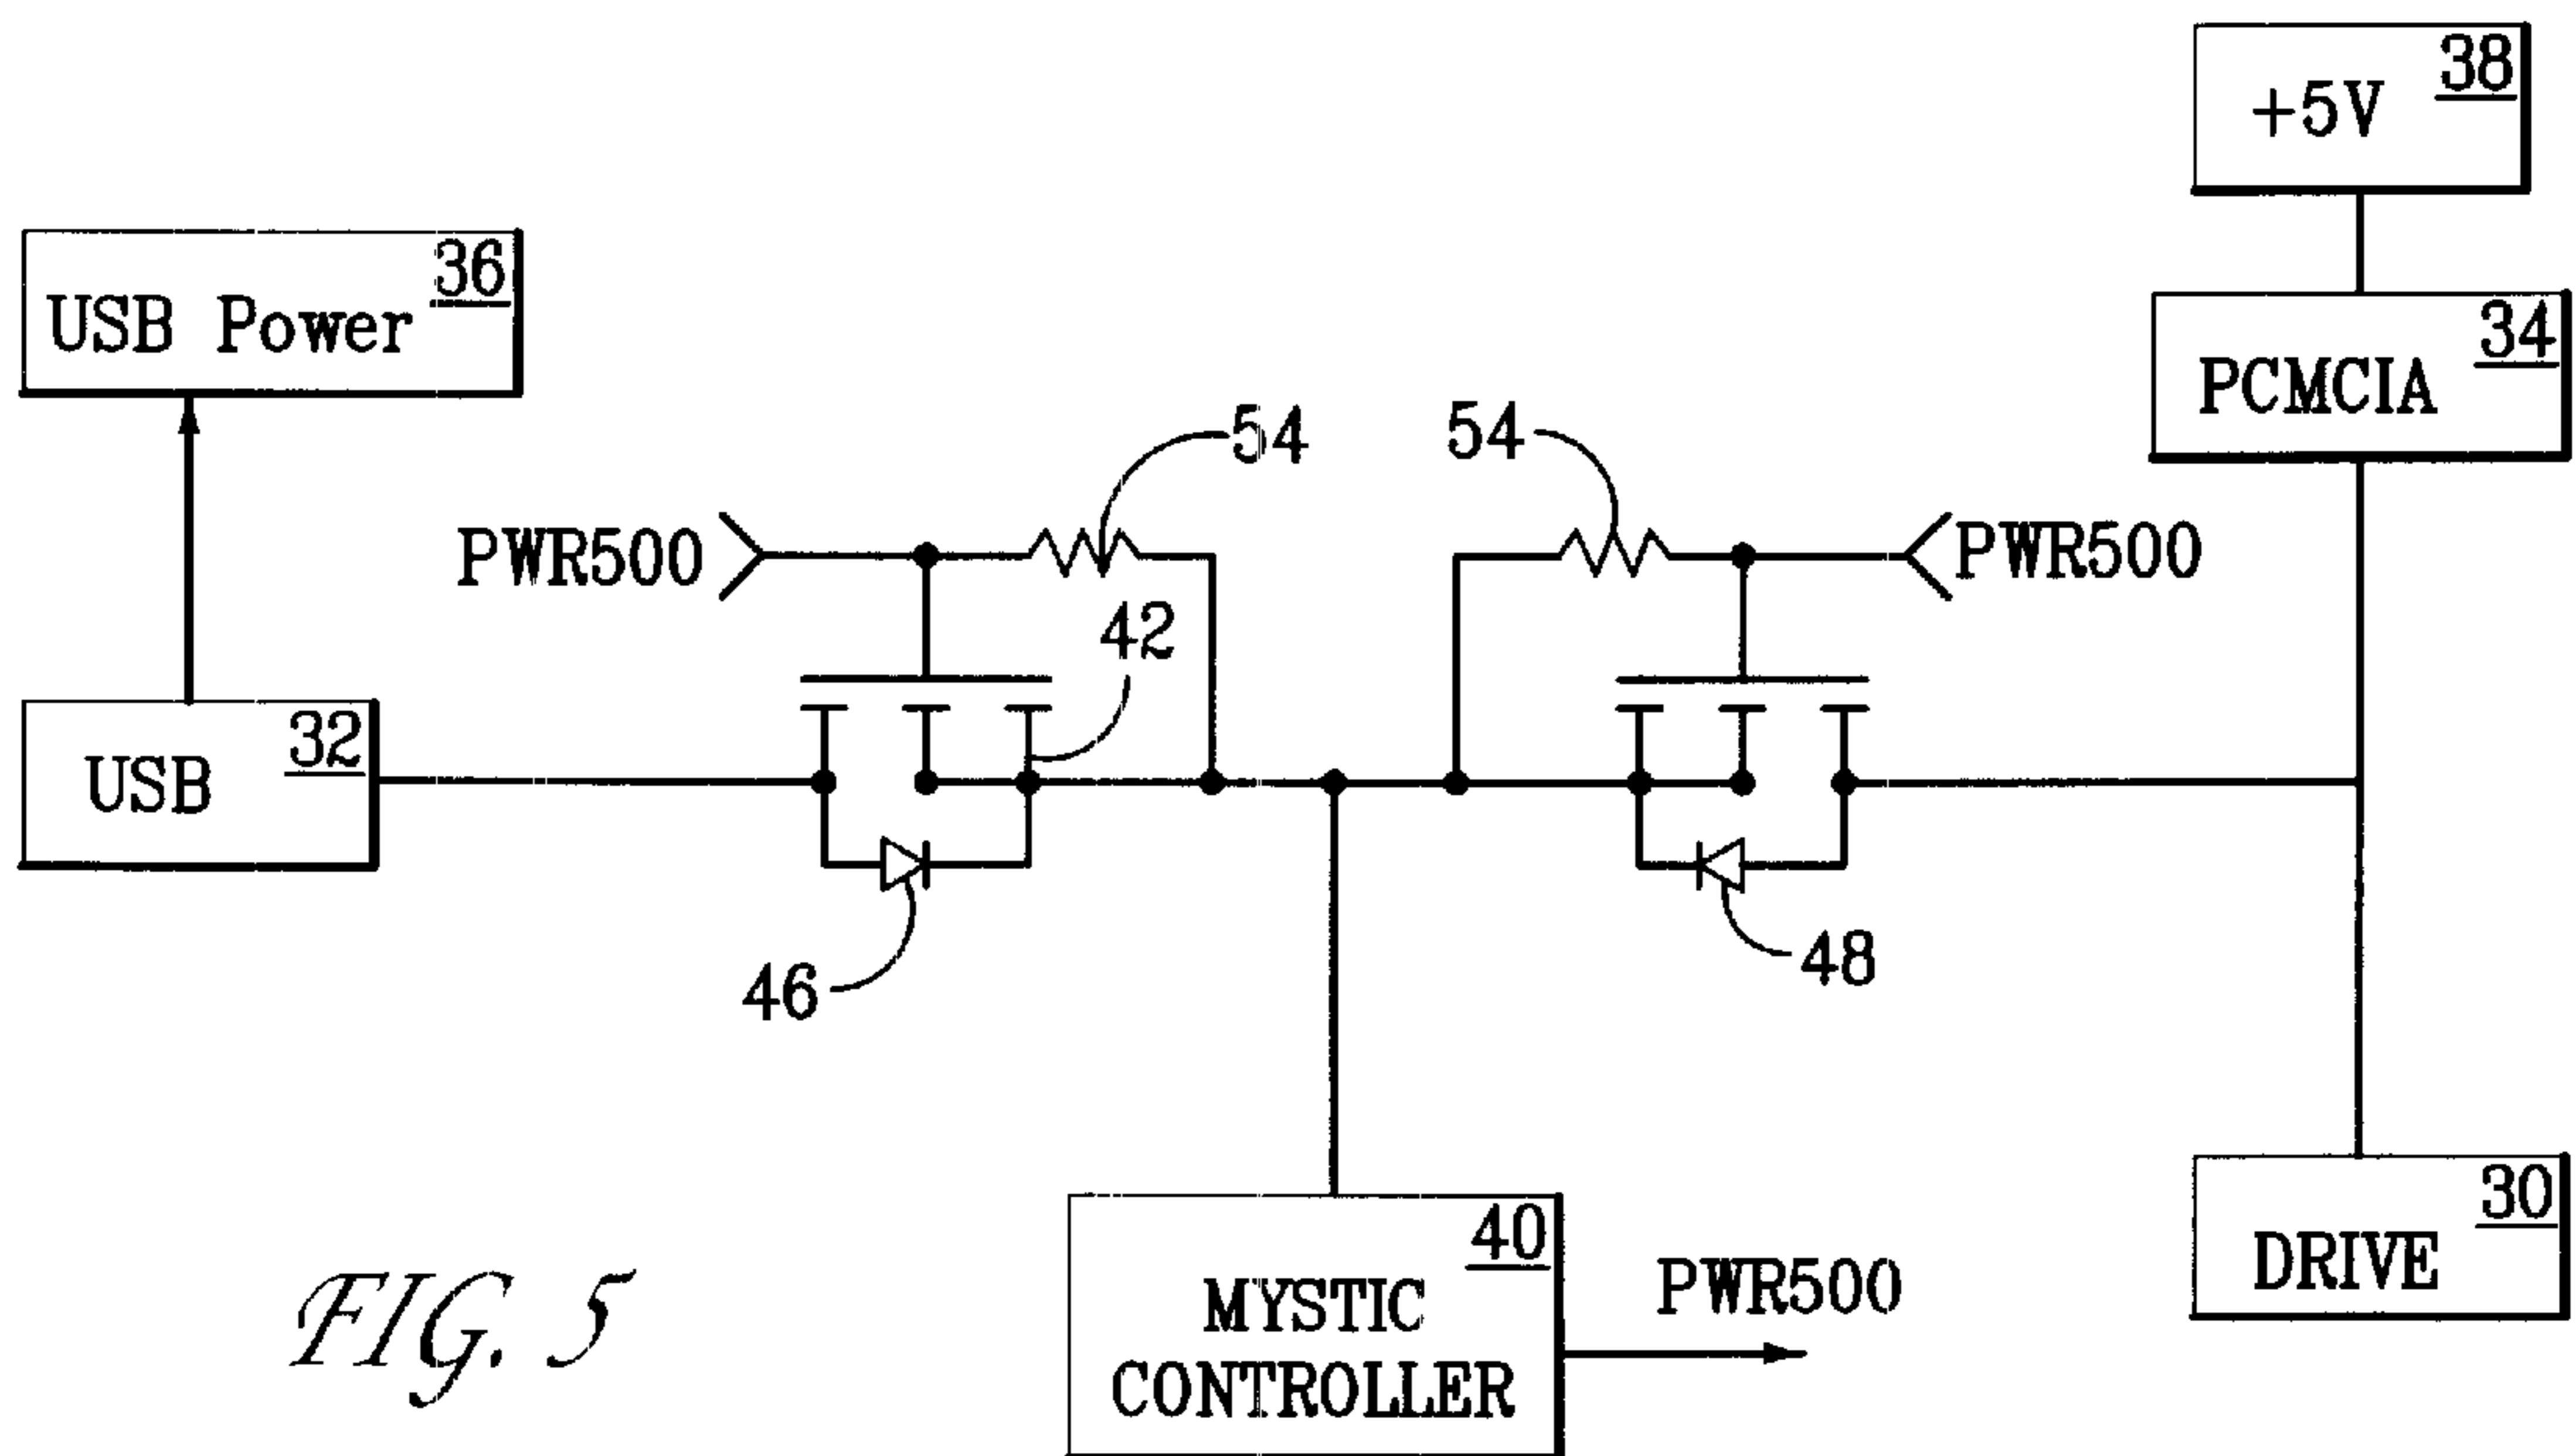 38
+5V
36
USB Power
34
PCMCIA
54
54
PWR500
PWR500
42
32
USB
46
48
40
MYSTIC
CONTROLLER
PWR500
30
DRIVE
FIG. 5